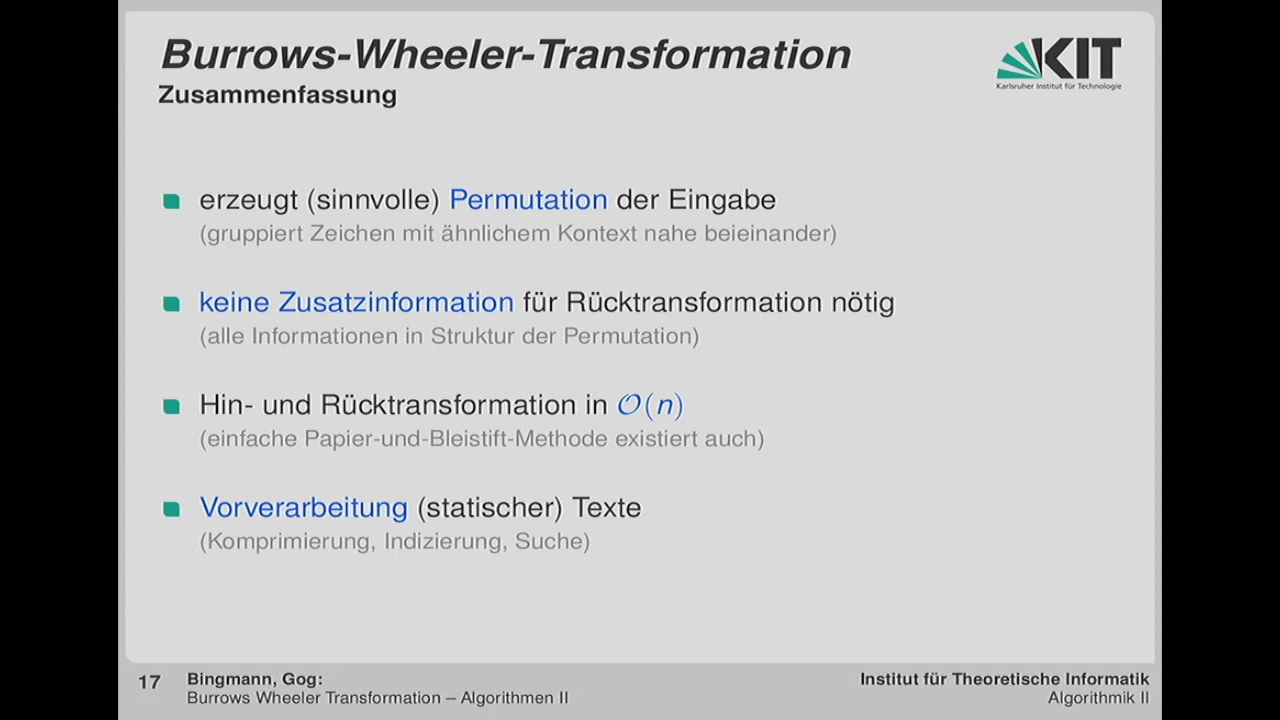 Burrows-Wheeler-Transformation
Zusammenfassung
KIT
Karlsruher Institut für Technologie
erzeugt (sinnvolle) Permutation der Eingabe
(gruppiert Zeichen mit ähnlichem Kontext nahe beieinander)
keine Zusatzinformation für Rücktransformation nötig
(alle Informationen in Struktur der Permutation)
Hin- und Rücktransformation in O(n)
(einfache Papier-und-Bleistift-Methode existiert auch)
Vorverarbeitung (statischer) Texte
(Komprimierung, Indizierung, Suche)
17 Bingmann, Gog: Institut für Theoretische Informatik
Burrows Wheeler Transformation – Algorithmen II Algorithmik II